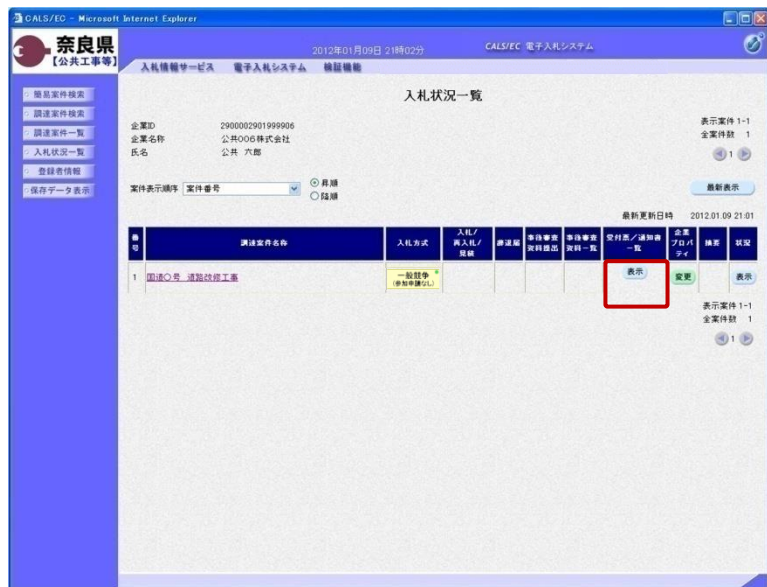 CALS/EC - Microsoft Internet Explorer
奈良県
【公共工事等】
2012年01月09日 21時02分
CALS/EC 電子入札システム
入札情報サービス 電子入札システム 検証機能
簡易案件検索
調達案件検索
調達案件一覧
入札状況一覧
登録者情報
保存データ表示
入札状況一覧
企業ID 2900002901999906
企業名称 公共006株式会社
氏名 公共 六郎
表示案件 1-1
全案件数 1
1
案件表示順序 案件番号
昇順
降順
最新表示
最新更新日時 2012.01.09 21:01
番号 調達案件名称 入札方式 入札/再入札/見積 辞退届 事後審査資料提出 事後審査資料一覧 受付票/通知書一覧 企業プロパティ 摘要 状況
1 国道〇号 道路改修工事 一般競争(参加申請なし) 表示 変更 表示
表示案件 1-1
全案件数 1
1